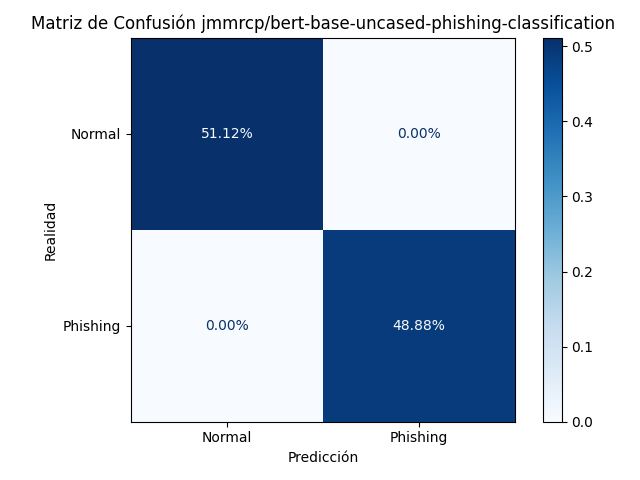 Matriz de Confusión jmmrcp/bert-base-uncased-phishing-classification
Normal
51.12%
0.00%
Phishing
0.00%
48.88%
Realidad
Normal
Phishing
Predicción
0.5
0.4
0.3
0.2
0.1
0.0